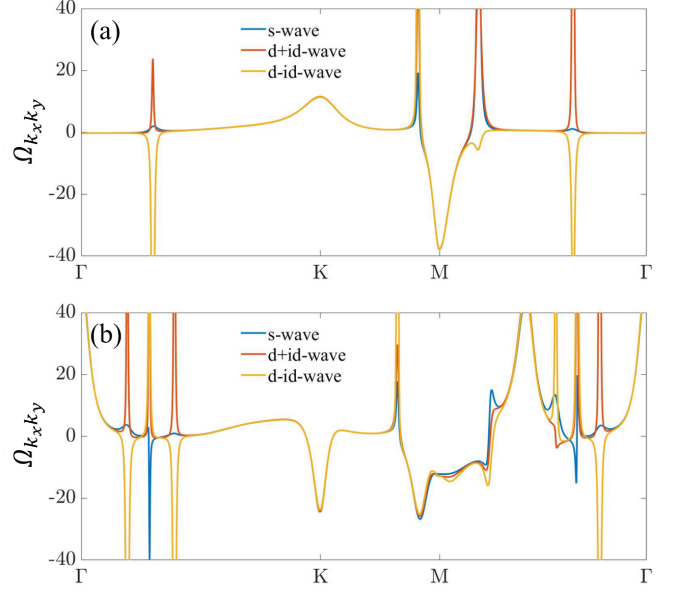 (a)
s-wave
d+id-wave
d-id-wave
Ω_{k_x k_y}
40
20
0
-20
-40
Γ
K
M
Γ
(b)
s-wave
d+id-wave
d-id-wave
Ω_{k_x k_y}
40
20
0
-20
-40
Γ
K
M
Γ